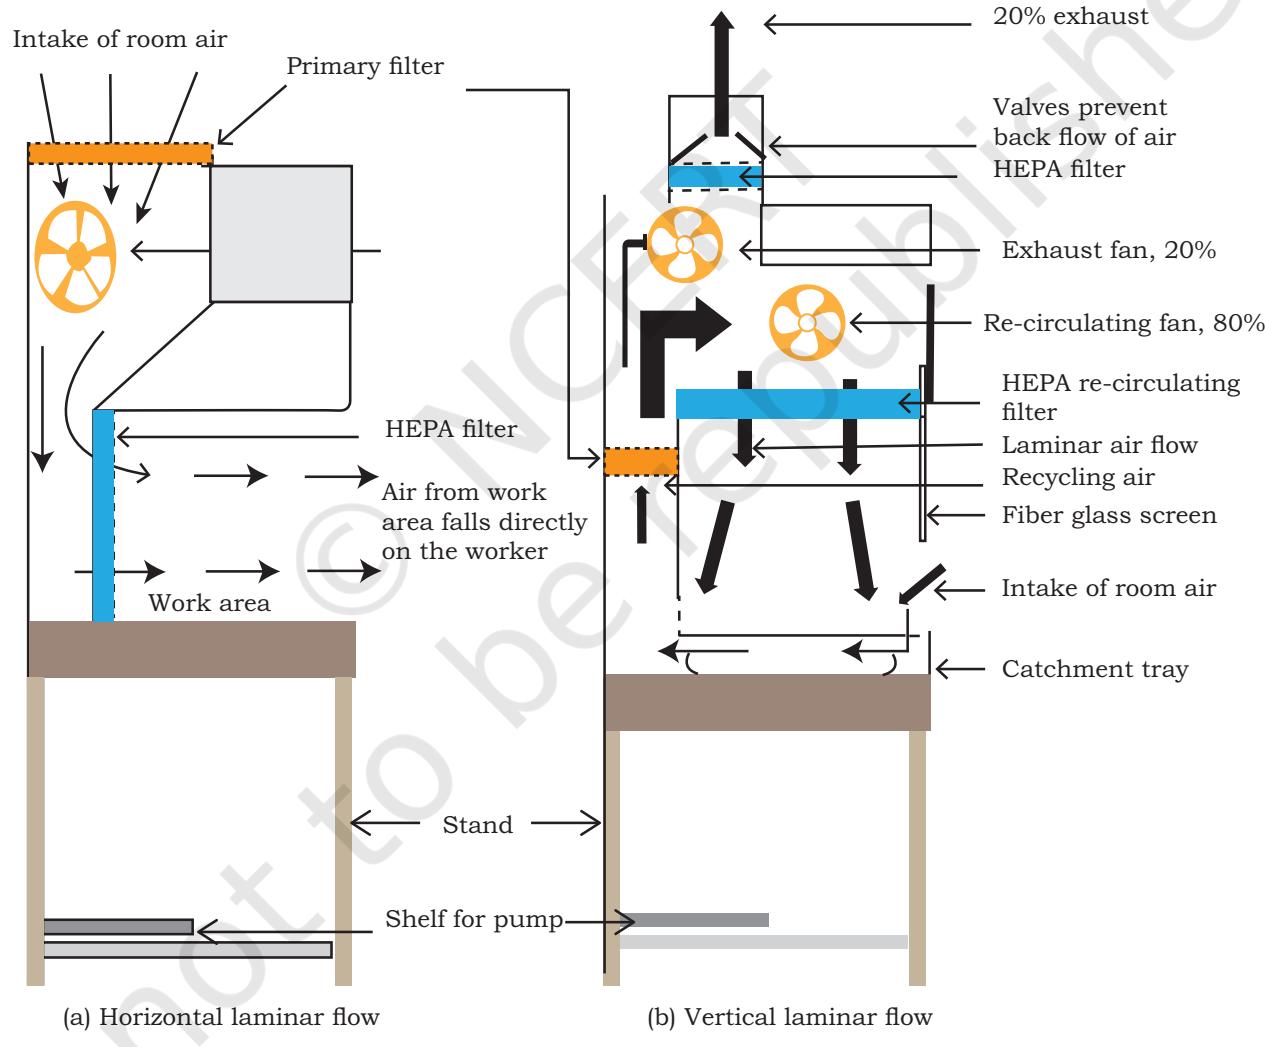 Intake of room air
Primary filter
HEPA filter
Air from work
area falls directly
on the worker
Work area
Stand
Shelf for pump
(a) Horizontal laminar flow
20% exhaust
Valves prevent
back flow of air
HEPA filter
Exhaust fan, 20%
Re-circulating fan, 80%
HEPA re-circulating
filter
Laminar air flow
Recycling air
Fiber glass screen
Intake of room air
Catchment tray
(b) Vertical laminar flow
© NCERT
not to be republishe